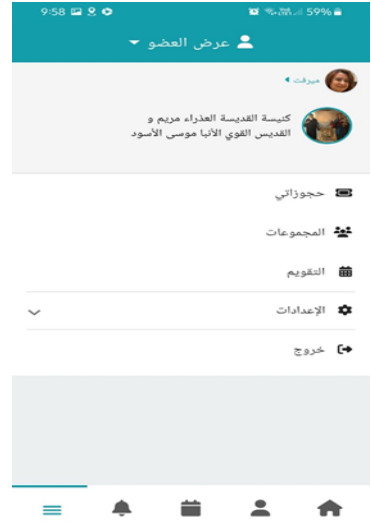 9:58
59%
عرض العضو
ميرفت
كنيسة القديسة العذراء مريم و
القديس القوي الأنبا موسى الأسود
حجوزاتي
المجموعات
التقويم
الإعدادات
خروج